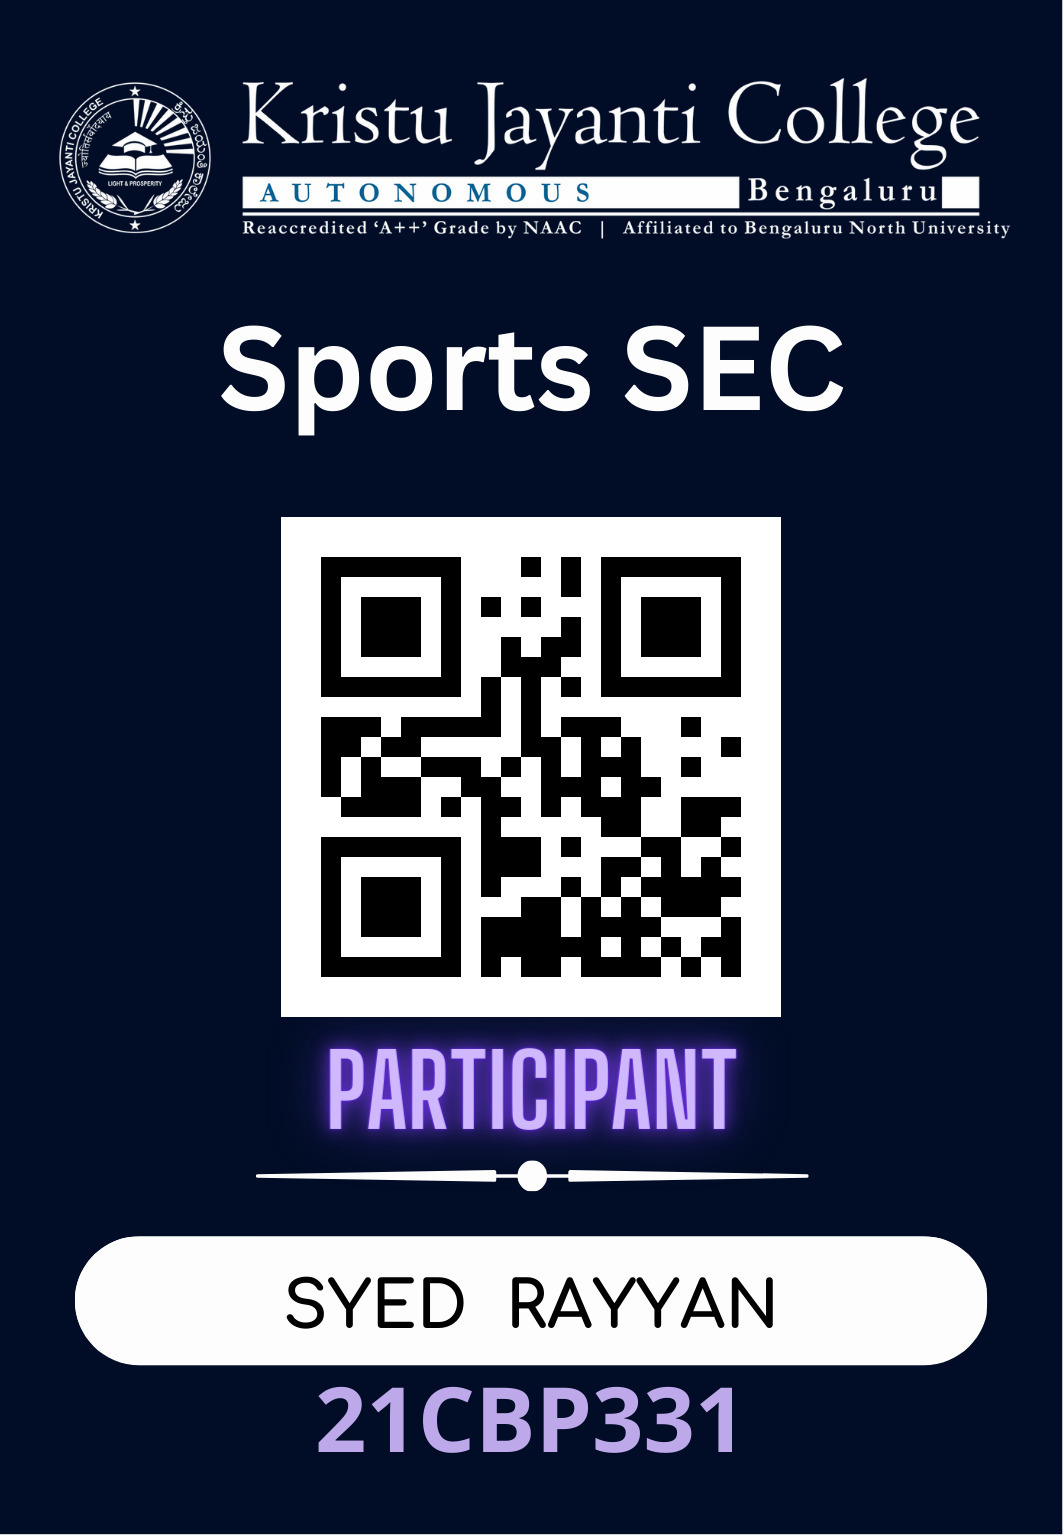 Kristu Jayanti College
AUTONOMOUS Bengaluru
Reaccredited ‘A++’ Grade by NAAC | Affiliated to Bengaluru North University
KRISTU JAYANTI COLLEGE
LIGHT & PROSPERITY
Sports SEC
PARTICIPANT
SYED RAYYAN
21CBP331